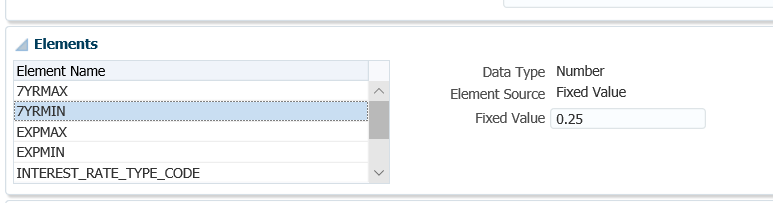 Elements
Element Name
7YRMAX
7YRMIN
EXPMAX
EXPMIN
INTEREST_RATE_TYPE_CODE
Data Type Number
Element Source Fixed Value
Fixed Value 0.25